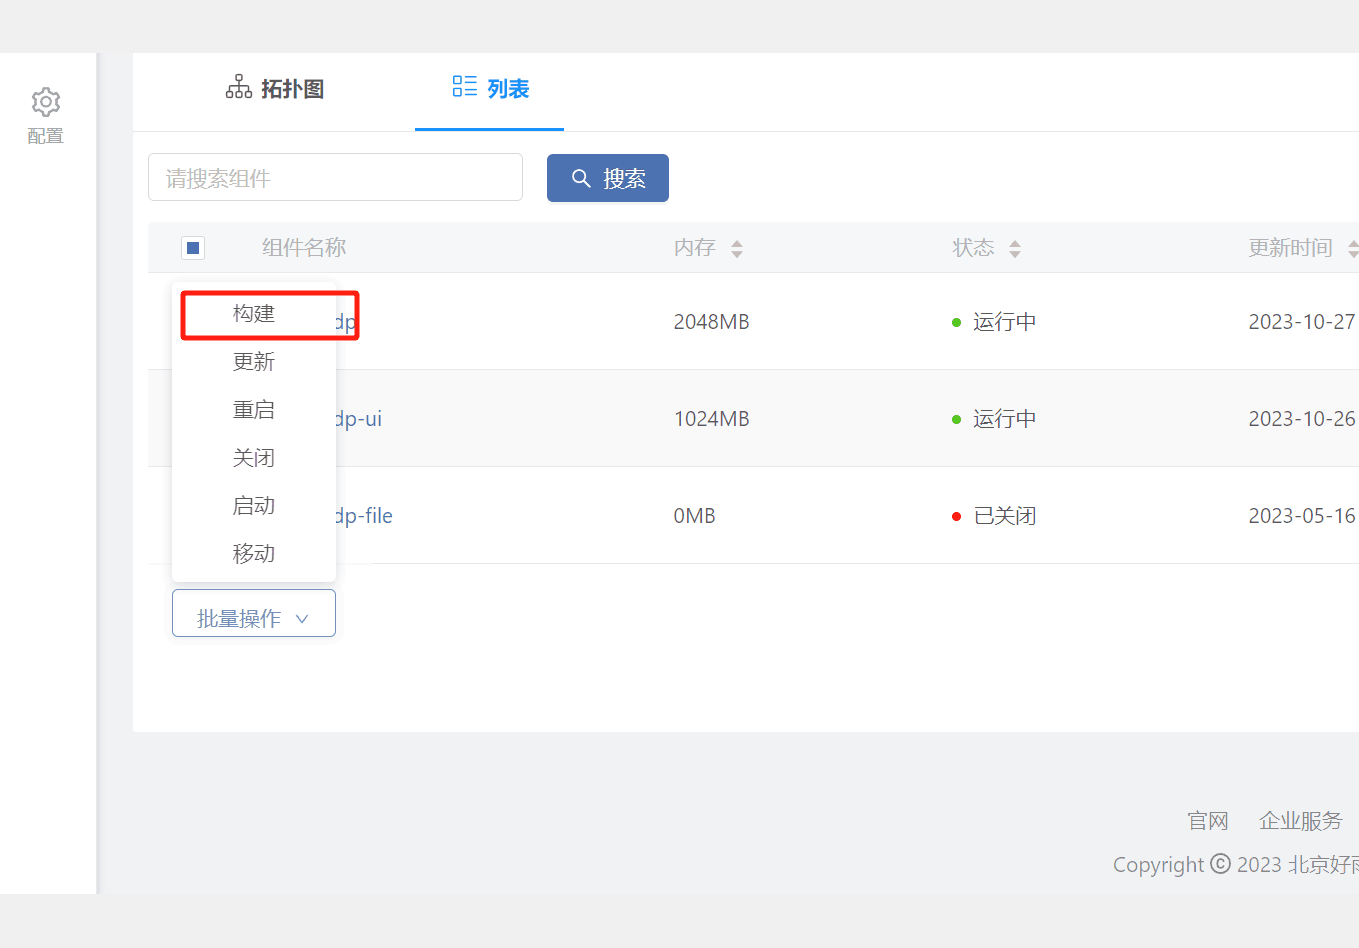 配置
拓扑图
列表
请搜索组件
搜索
组件名称 内存 状态 更新时间
dp 2048MB 运行中 2023-10-27
dp-ui 1024MB 运行中 2023-10-26
dp-file 0MB 已关闭 2023-05-16
构建
更新
重启
关闭
启动
移动
批量操作
官网 企业服务
Copyright © 2023 北京好